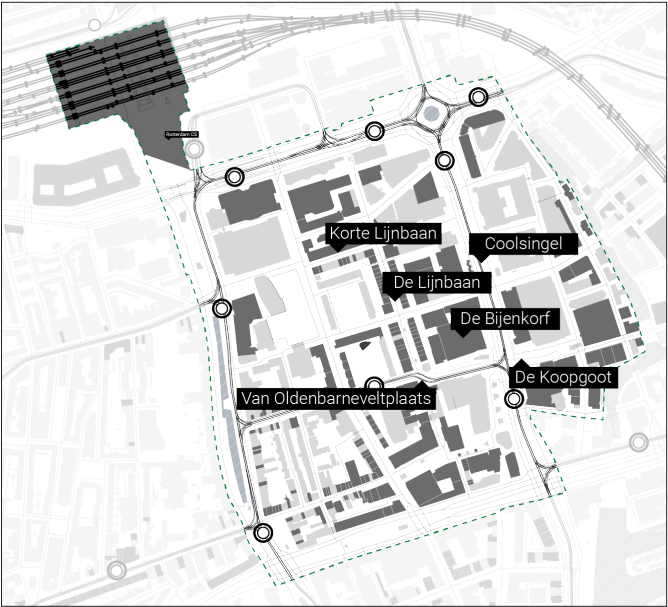 Rotterdam CS
Korte Lijnbaan
Coolsingel
De Lijnbaan
De Bijenkorf
De Koopgoot
Van Oldenbarneveltplaats